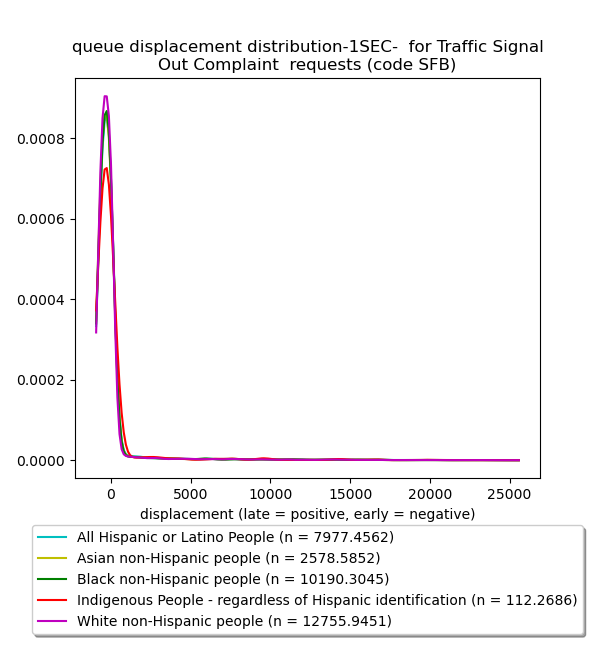 queue displacement distribution-1SEC-  for Traffic Signal
Out Complaint  requests (code SFB)
0.0008
0.0006
0.0004
0.0002
0.0000
0 5000 10000 15000 20000 25000
displacement (late = positive, early = negative)
All Hispanic or Latino People (n = 7977.4562)
Asian non-Hispanic people (n = 2578.5852)
Black non-Hispanic people (n = 10190.3045)
Indigenous People - regardless of Hispanic identification (n = 112.2686)
White non-Hispanic people (n = 12755.9451)